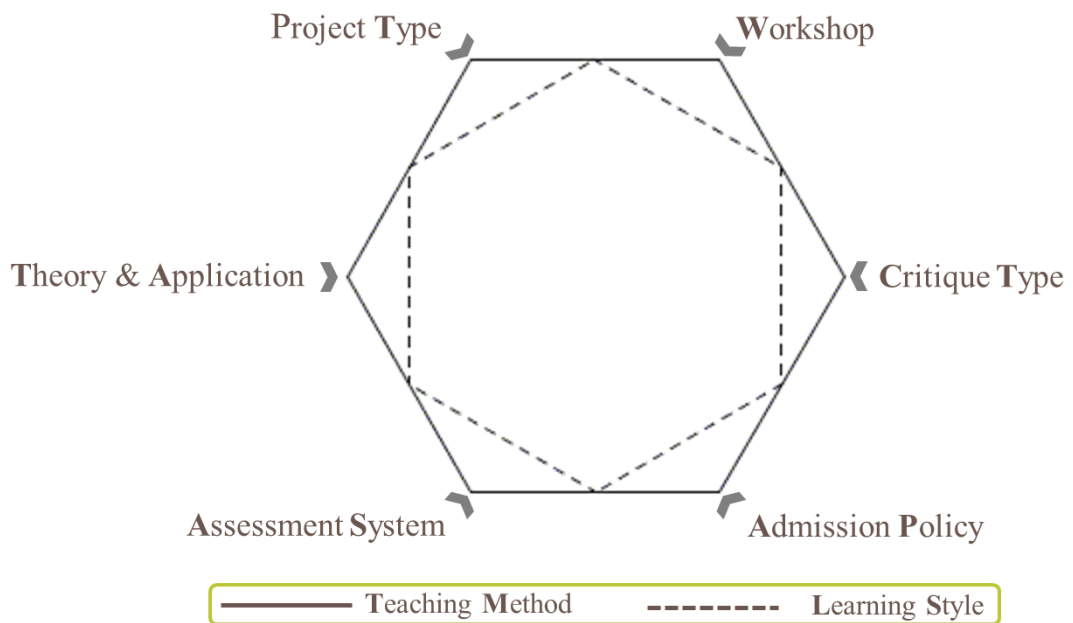 Project Type
Workshop
Theory & Application
Critique Type
Assessment System
Admission Policy
Teaching Method
Learning Style